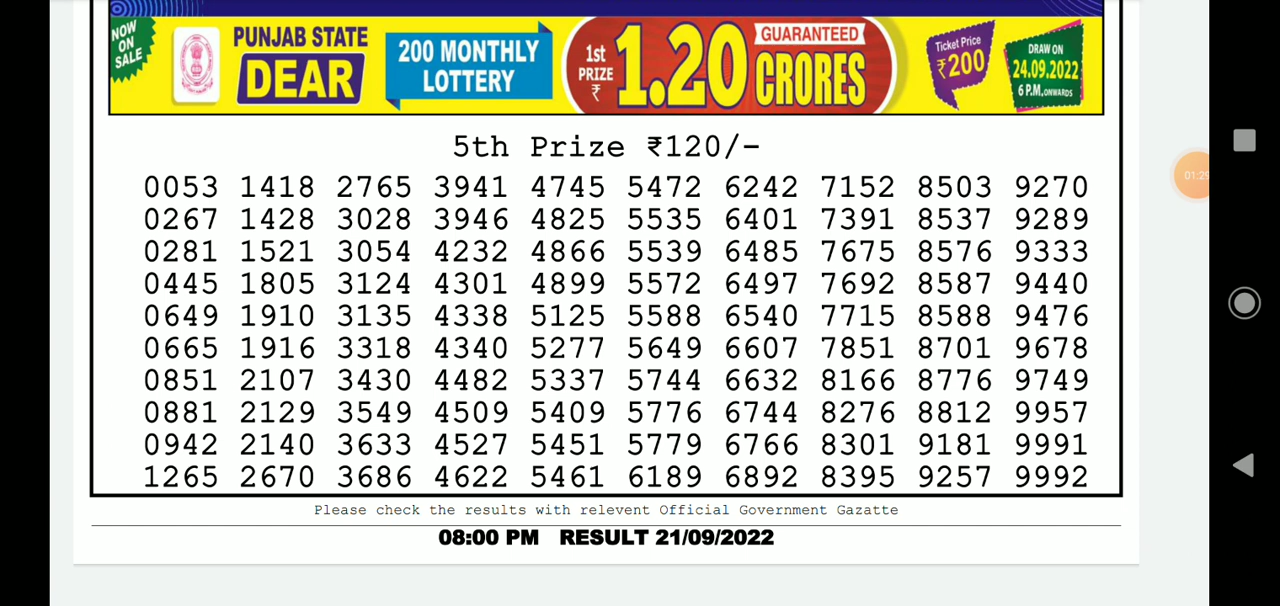 NOW
ON
SALE
PUNJAB STATE
DEAR
200 MONTHLY
LOTTERY
1st
PRIZE
₹
1.20
GUARANTEED
CRORES
Ticket Price
₹200
DRAW ON
24.09.2022
6 P.M, ONWARDS
5th Prize ₹120/-
0053 1418 2765 3941 4745 5472 6242 7152 8503 9270
0267 1428 3028 3946 4825 5535 6401 7391 8537 9289
0281 1521 3054 4232 4866 5539 6485 7675 8576 9333
0445 1805 3124 4301 4899 5572 6497 7692 8587 9440
0649 1910 3135 4338 5125 5588 6540 7715 8588 9476
0665 1916 3318 4340 5277 5649 6607 7851 8701 9678
0851 2107 3430 4482 5337 5744 6632 8166 8776 9749
0881 2129 3549 4509 5409 5776 6744 8276 8812 9957
0942 2140 3633 4527 5451 5779 6766 8301 9181 9991
1265 2670 3686 4622 5461 6189 6892 8395 9257 9992
Please check the results with relevent Official Government Gazatte
08:00 PM RESULT 21/09/2022
01:29